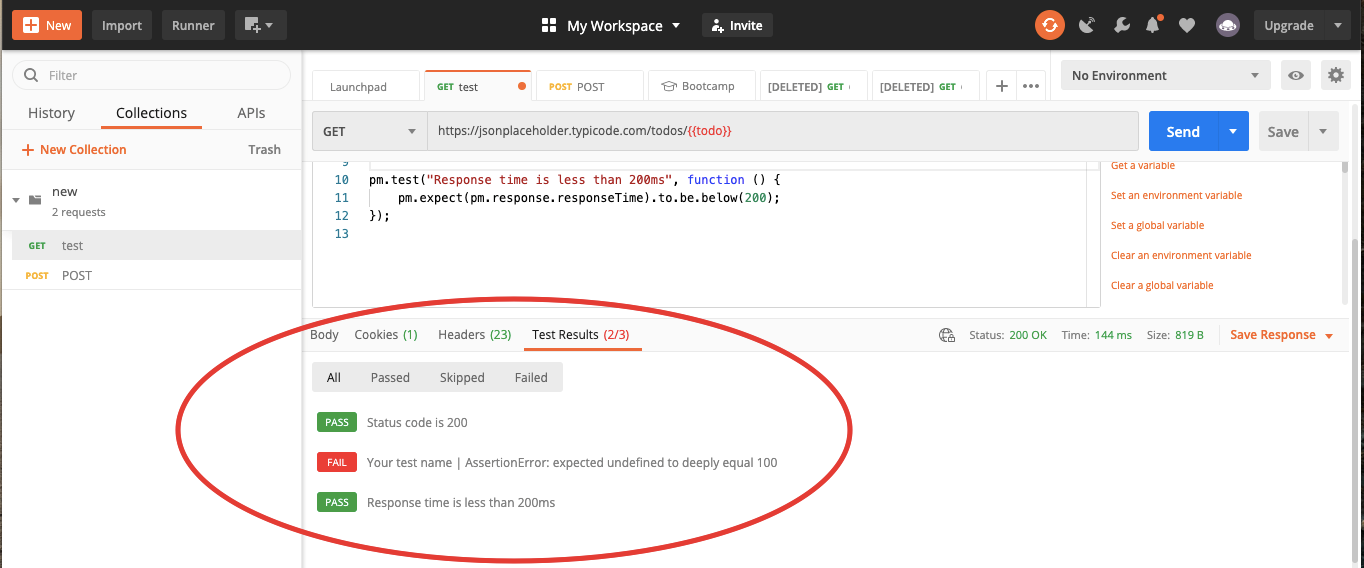 New Import Runner My Workspace Invite Upgrade
Filter
History Collections APIs
New Collection Trash
new
2 requests
GET test
POST POST
Launchpad GET test POST POST Bootcamp [DELETED] GET [DELETED] GET No Environment
GET https://jsonplaceholder.typicode.com/todos/{{todo}} Send Save
9
10 pm.test("Response time is less than 200ms", function () {
11 pm.expect(pm.response.responseTime).to.be.below(200);
12 });
13
Get a variable
Set an environment variable
Set a global variable
Clear an environment variable
Clear a global variable
Body Cookies (1) Headers (23) Test Results (2/3) Status: 200 OK Time: 144 ms Size: 819 B Save Response
All Passed Skipped Failed
PASS Status code is 200
FAIL Your test name | AssertionError: expected undefined to deeply equal 100
PASS Response time is less than 200ms